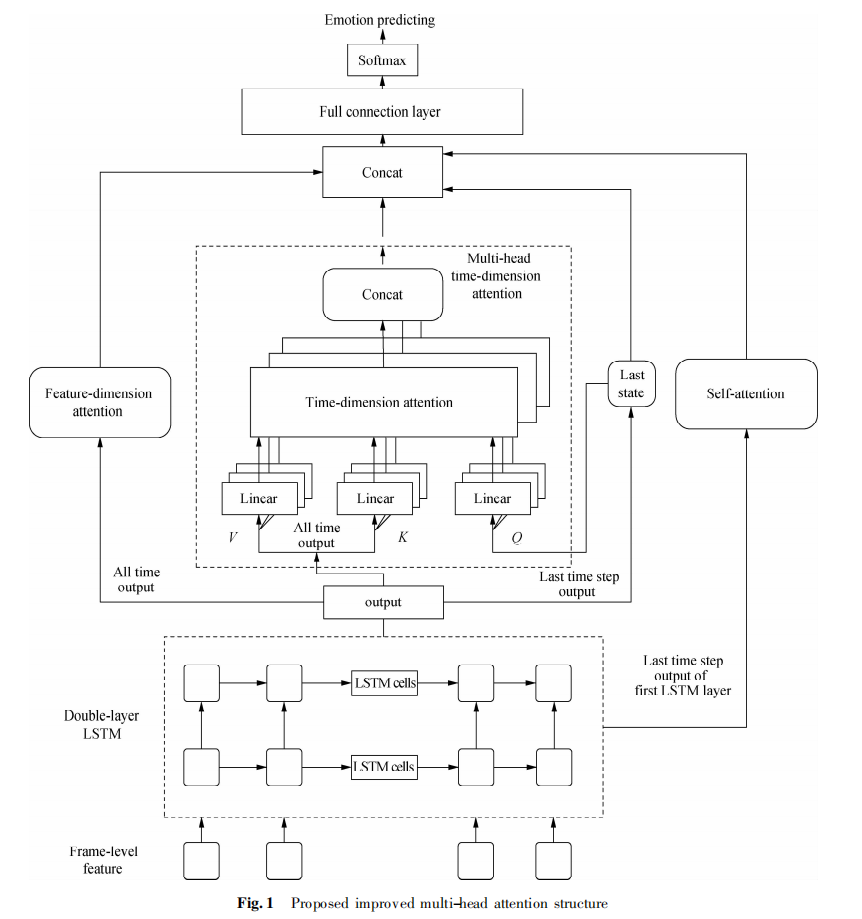 Emotion predicting
Softmax
Full connection layer
Concat
Multi-head
time-dimension
attention
Concat
Feature-dimension
attention
Time-dimension attention
Last
state
Self-attention
Linear
Linear
Linear
V
All time
output
K
Q
All time
output
output
Last time step
output
Last time step
output of
first LSTM layer
Double-layer
LSTM
LSTM cells
LSTM cells
Frame-level
feature
Fig. 1 Proposed improved multi-head attention structure